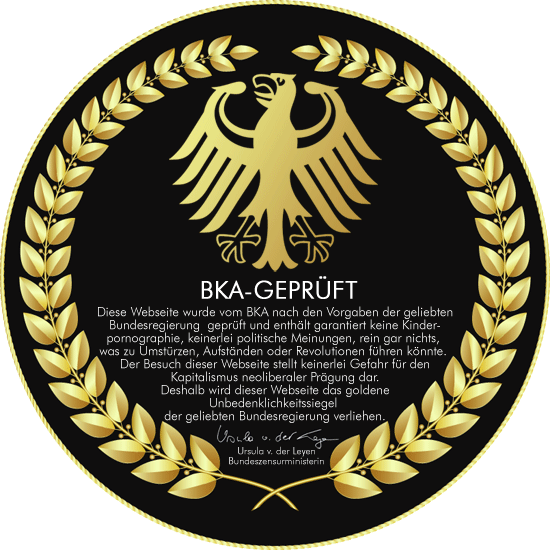 BKA-GEPRÜFT
Diese Webseite wurde vom BKA nach den Vorgaben der geliebten
Bundesregierung geprüft und enthält garantiert keine Kinder-
pornographie, keinerlei politische Meinungen, rein gar nichts,
was zu Umstürzen, Aufständen oder Revolutionen führen könnte.
Der Besuch dieser Webseite stellt keinerlei Gefahr für den
Kapitalismus neoliberaler Prägung dar.
Deshalb wird dieser Webseite das goldene
Unbedenklichkeitssiegel
der geliebten Bundesregierung verliehen.
Ursula v. der Leyen
Ursula v. der Leyen
Bundeszensurministerin